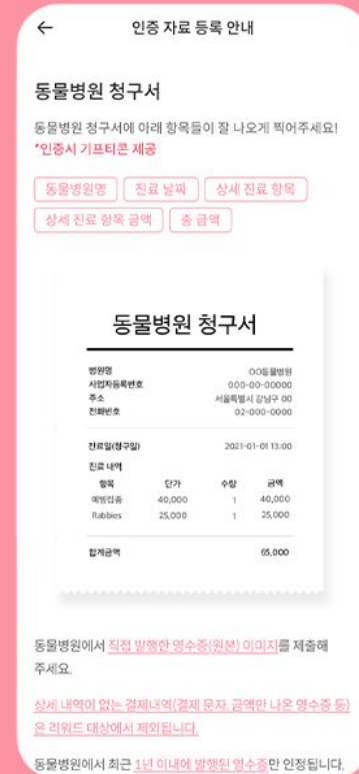 인증 자료 등록 안내
동물병원 청구서
동물병원 청구서에 아래 항목들이 잘 나오게 찍어주세요!
*인증시 기프티콘 제공
동물병원명 진료 날짜 상세 진료 항목
상세 진료 항목 금액 총 금액
동물병원 청구서
병원명 OO동물병원
사업자등록번호 000-00-00000
주소 서울특별시 강남구 00
전화번호 02-000-0000
진료일(청구일) 2021-01-01 13:00
진료 내역
항목 단가 수량 금액
예방접종 40,000 1 40,000
Rabbies 25,000 1 25,000
합계금액 65,000
동물병원에서 직접 발행한 영수증(원본) 이미지를 제출해
주세요.
상세 내역이 없는 결제내역(결제 문자, 금액만 나온 영수증 등)
은 리워드 대상에서 제외됩니다.
동물병원에서 최근 1년 이내에 발행된 영수증만 인정됩니다.